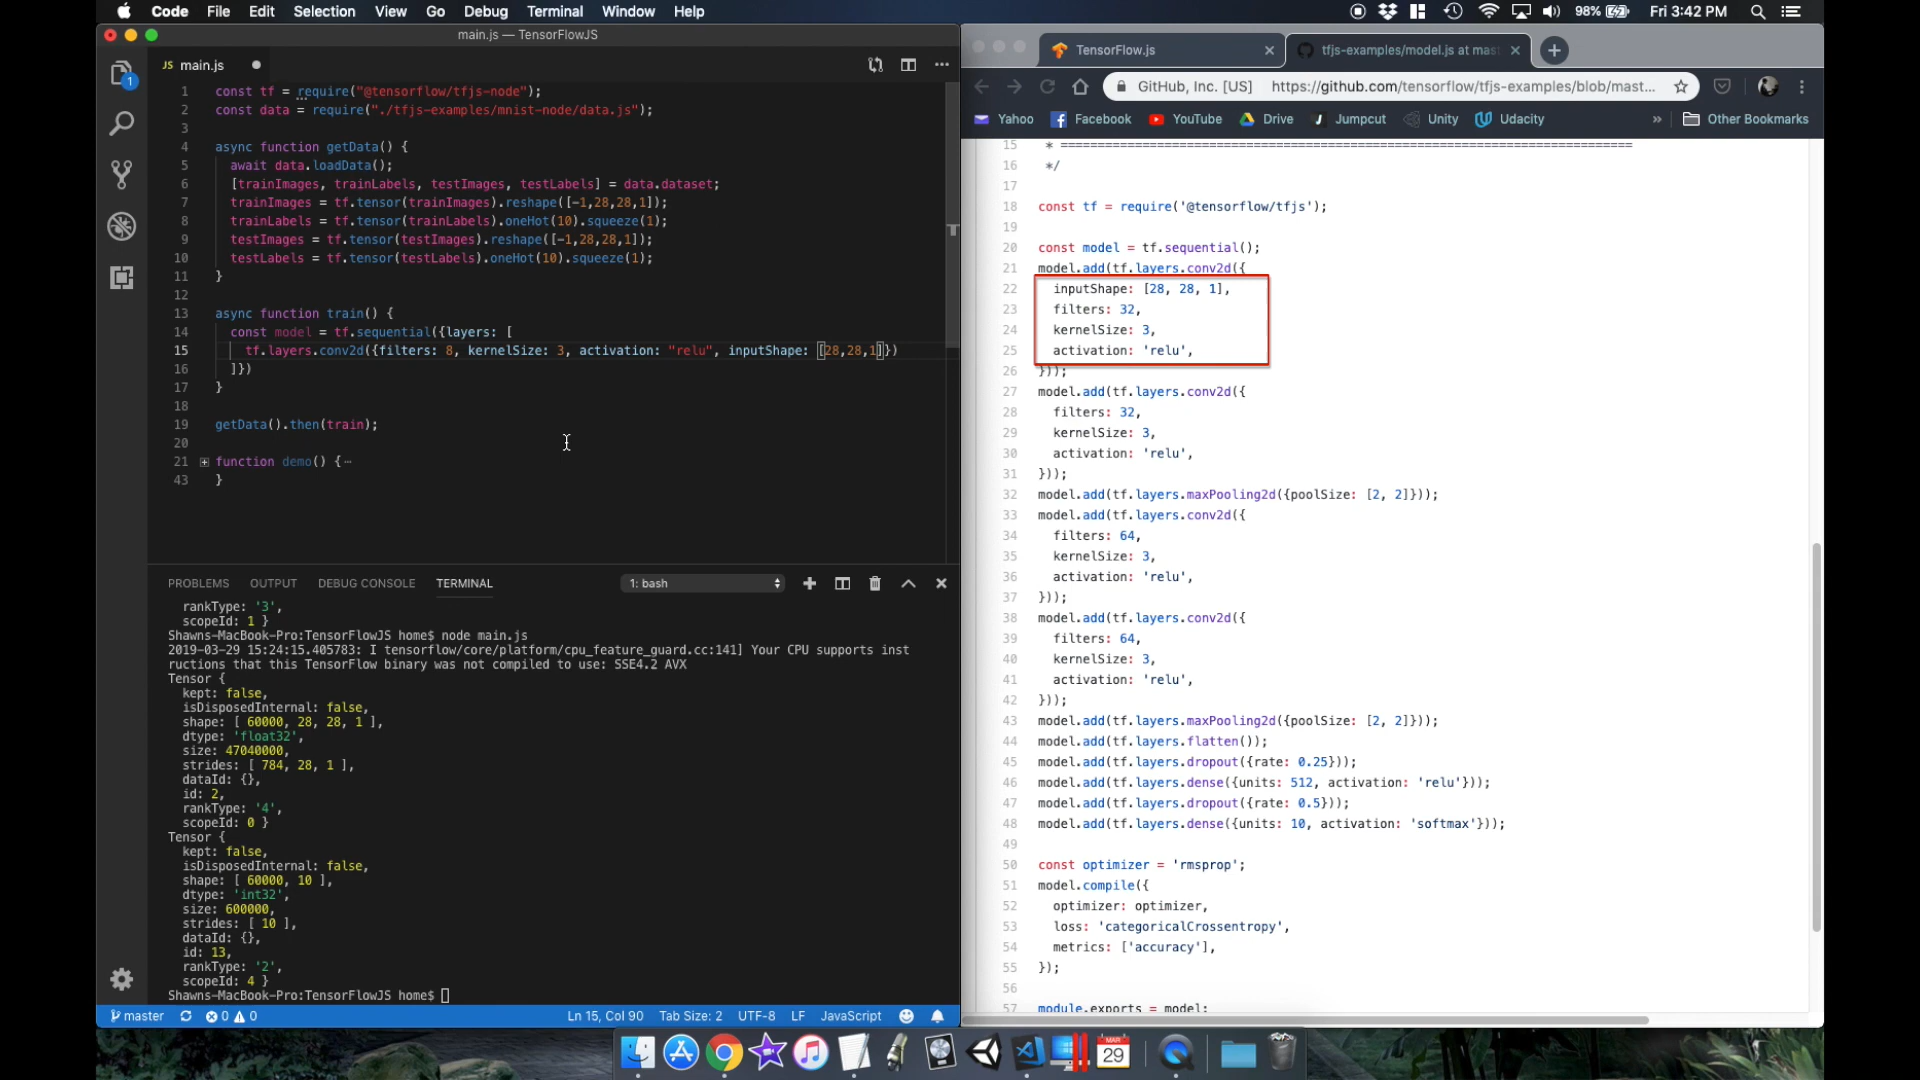 Code File Edit Selection View Go Debug Terminal Window Help
98% Fri 3:42 PM
main.js — TensorFlowJS
JS main.js
1 const tf = require("@tensorflow/tfjs-node");
2 const data = require("./tfjs-examples/mnist-node/data.js");
3
4 async function getData() {
5 await data.loadData();
6 [trainImages, trainLabels, testImages, testLabels] = data.dataset;
7 trainImages = tf.tensor(trainImages).reshape([-1,28,28,1]);
8 trainLabels = tf.tensor(trainLabels).oneHot(10).squeeze(1);
9 testImages = tf.tensor(testImages).reshape([-1,28,28,1]);
10 testLabels = tf.tensor(testLabels).oneHot(10).squeeze(1);
11 }
12
13 async function train() {
14 const model = tf.sequential({layers: [
15 tf.layers.conv2d({filters: 8, kernelSize: 3, activation: "relu", inputShape: [28,28,1]})
16 ]})
17 }
18
19 getData().then(train);
20
21 function demo() {…
43 }
PROBLEMS OUTPUT DEBUG CONSOLE TERMINAL 1: bash
rankType: '3',
scopeId: 1 }
Shawns-MacBook-Pro:TensorFlowJS home$ node main.js
2019-03-29 15:24:15.405783: I tensorflow/core/platform/cpu_feature_guard.cc:141] Your CPU supports inst
ructions that this TensorFlow binary was not compiled to use: SSE4.2 AVX
Tensor {
kept: false,
isDisposedInternal: false,
shape: [ 60000, 28, 28, 1 ],
dtype: 'float32',
size: 47040000,
strides: [ 784, 28, 1 ],
dataId: {},
id: 2,
rankType: '4',
scopeId: 0 }
Tensor {
kept: false,
isDisposedInternal: false,
shape: [ 60000, 10 ],
dtype: 'int32',
size: 600000,
strides: [ 10 ],
dataId: {},
id: 13,
rankType: '2',
scopeId: 4 }
Shawns-MacBook-Pro:TensorFlowJS home$
master 0 0 Ln 15, Col 90 Tab Size: 2 UTF-8 LF JavaScript
TensorFlow.js tfjs-examples/model.js at mas
GitHub, Inc. [US] https://github.com/tensorflow/tfjs-examples/blob/mast...
Yahoo Facebook YouTube Drive Jumpcut Unity Udacity » Other Bookmarks
15 * =============================================================================
16 */
17
18 const tf = require('@tensorflow/tfjs');
19
20 const model = tf.sequential();
21 model.add(tf.layers.conv2d({
22 inputShape: [28, 28, 1],
23 filters: 32,
24 kernelSize: 3,
25 activation: 'relu',
26 }));
27 model.add(tf.layers.conv2d({
28 filters: 32,
29 kernelSize: 3,
30 activation: 'relu',
31 }));
32 model.add(tf.layers.maxPooling2d({poolSize: [2, 2]}));
33 model.add(tf.layers.conv2d({
34 filters: 64,
35 kernelSize: 3,
36 activation: 'relu',
37 }));
38 model.add(tf.layers.conv2d({
39 filters: 64,
40 kernelSize: 3,
41 activation: 'relu',
42 }));
43 model.add(tf.layers.maxPooling2d({poolSize: [2, 2]}));
44 model.add(tf.layers.flatten());
45 model.add(tf.layers.dropout({rate: 0.25}));
46 model.add(tf.layers.dense({units: 512, activation: 'relu'}));
47 model.add(tf.layers.dropout({rate: 0.5}));
48 model.add(tf.layers.dense({units: 10, activation: 'softmax'}));
49
50 const optimizer = 'rmsprop';
51 model.compile({
52 optimizer: optimizer,
53 loss: 'categoricalCrossentropy',
54 metrics: ['accuracy'],
55 });
56
57 module.exports = model;
MAR
29